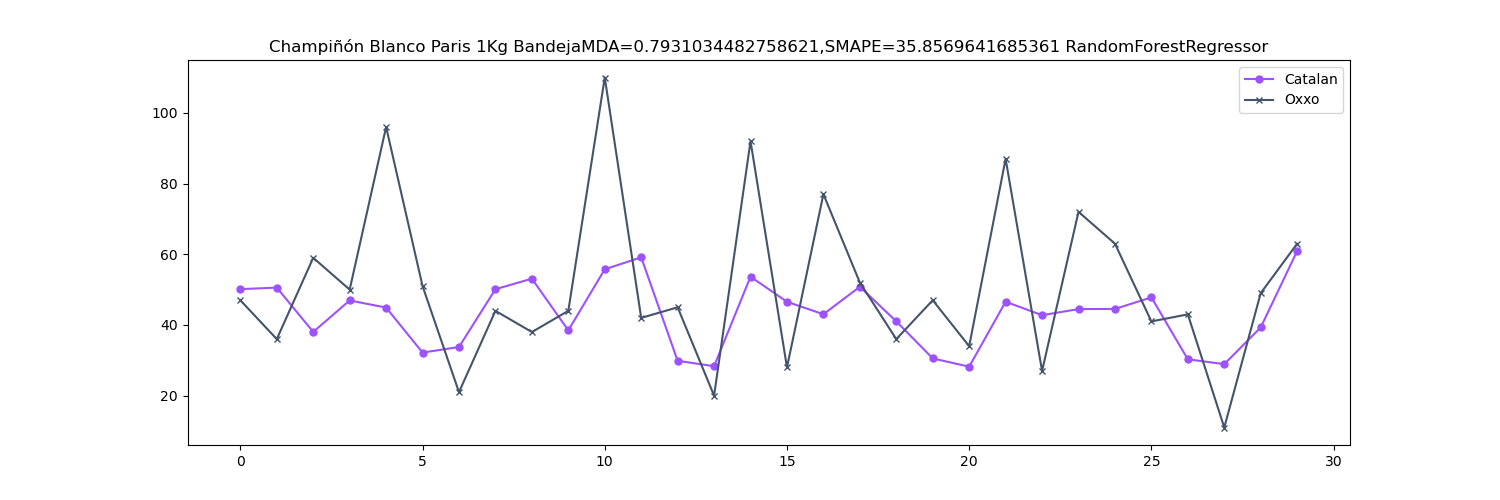 Champiñón Blanco Paris 1Kg BandejaMDA=0.7931034482758621,SMAPE=35.8569641685361 RandomForestRegressor
Catalan
Oxxo
100
80
60
40
20
0 5 10 15 20 25 30